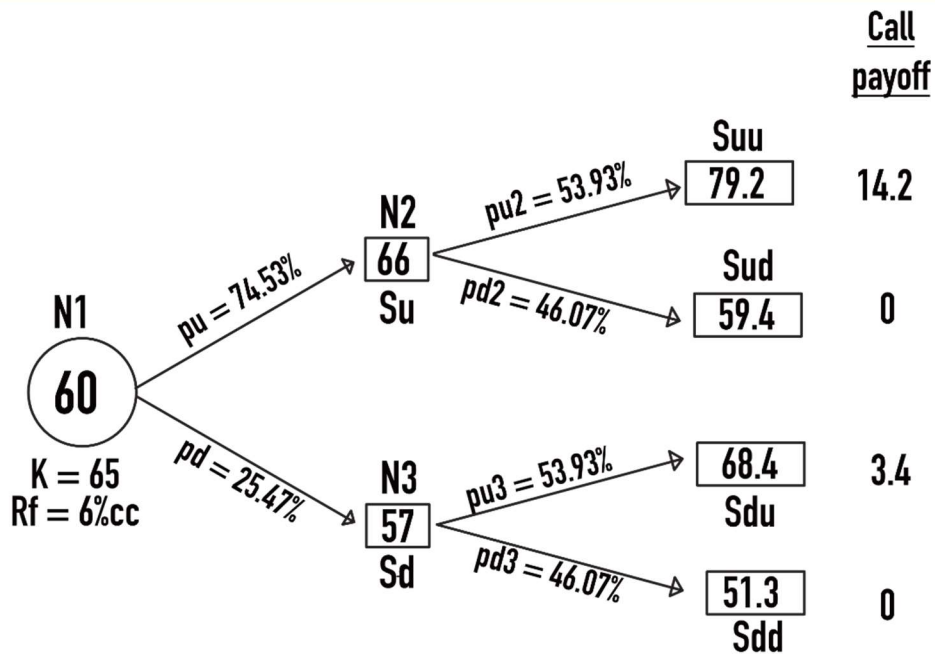 Call
payoff
Suu
79.2
14.2
pu2 = 53.93%
N2
66
Su
pd2 = 46.07%
Sud
59.4
0
pu = 74.53%
N1
60
K = 65
Rf = 6%cc
pd = 25.47%
N3
57
Sd
pu3 = 53.93%
68.4
Sdu
3.4
pd3 = 46.07%
51.3
Sdd
0